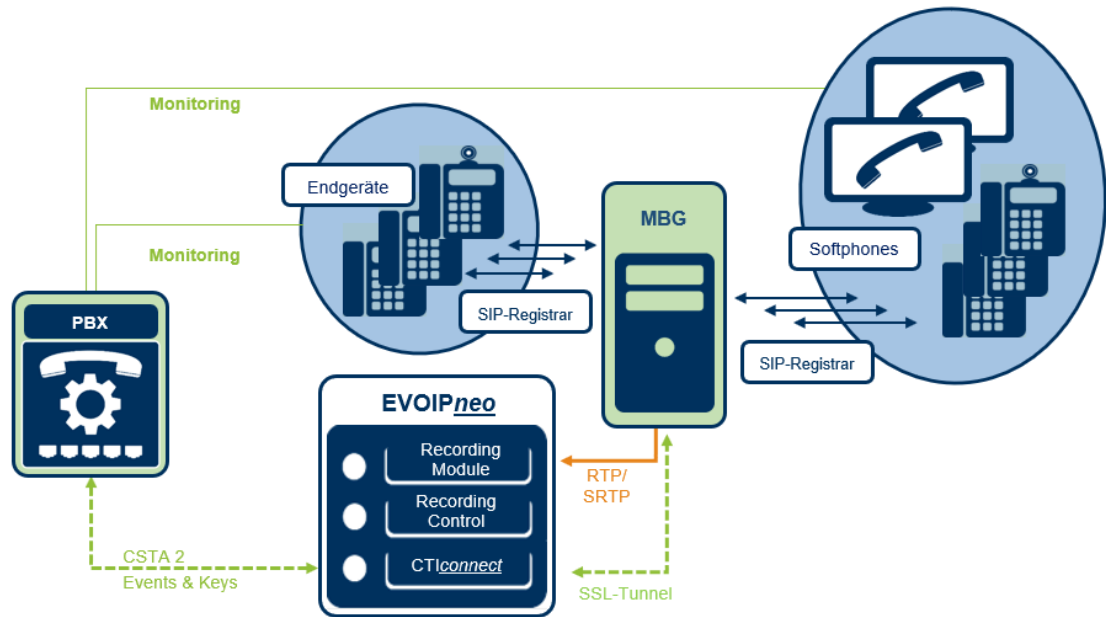 Monitoring
Endgeräte
MBG
Softphones
Monitoring
SIP-Registrar
SIP-Registrar
PBX
EVOIPneo
Recording
Module
Recording
Control
CTIconnect
RTP/
SRTP
CSTA 2
Events & Keys
SSL-Tunnel